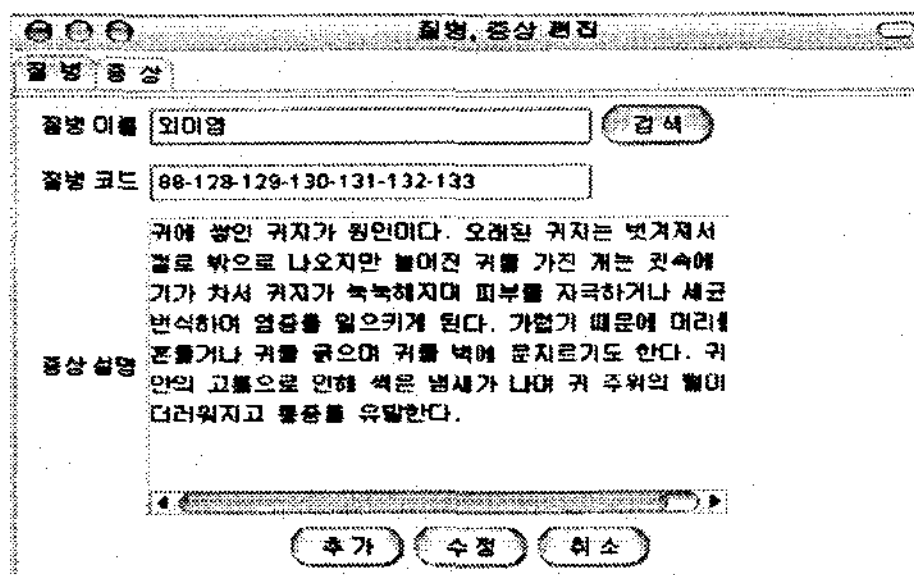 질병, 증상 편집
질 병 증 상
질병 이름 외이염 검 색
질병 코드 88-128-129-130-131-132-133
귀에 쌓인 귀지가 원인이다. 오래된 귀지는 벗겨져서
절로 밖으로 나오지만 늘어진 귀를 가진 개는 귓속에
기가 차서 귀지가 눅눅해지며 피부를 자극하거나 세균
번식하여 염증을 일으키게 된다. 가렵기 때문에 머리를
흔들거나 귀를 긁으며 귀를 벽에 문지르기도 한다. 귀
증상 설명
안의 고름으로 인해 썩은 냄새가 나며 귀 주위의 털이
더러워지고 통증을 유발한다.
추 가 수 정 취 소